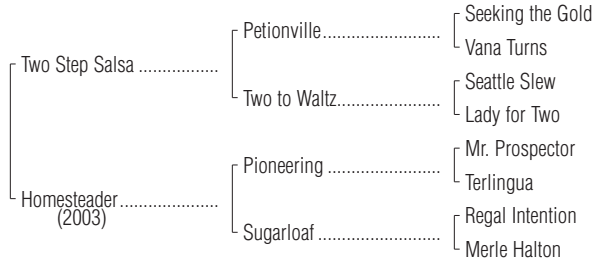 Seeking the Gold
Petionville
Vana Turns
Two Step Salsa
Seattle Slew
Two to Waltz
Lady for Two
Mr. Prospector
Pioneering
Terlingua
Homesteader
(2003)
Regal Intention
Sugarloaf
Merle Halton